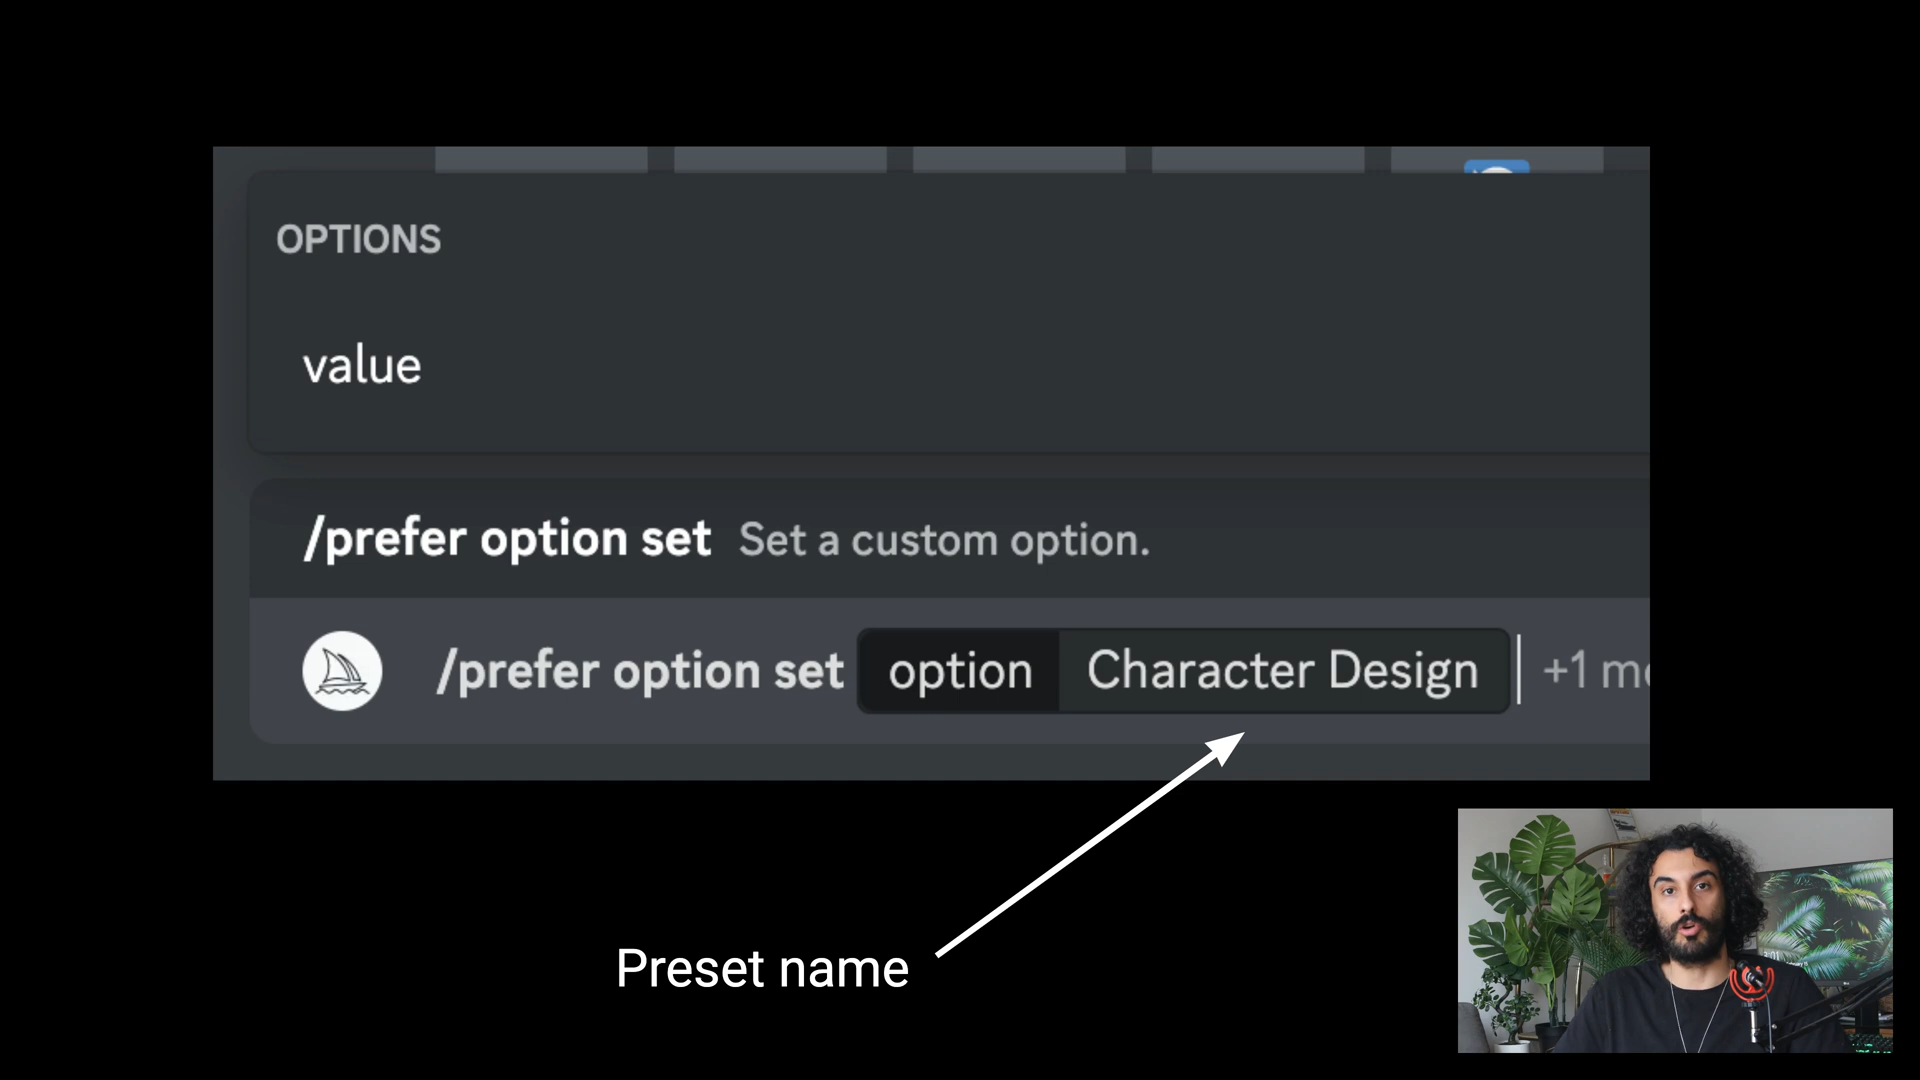 OPTIONS
value
/prefer option set Set a custom option.
/prefer option set option Character Design +1
Preset name